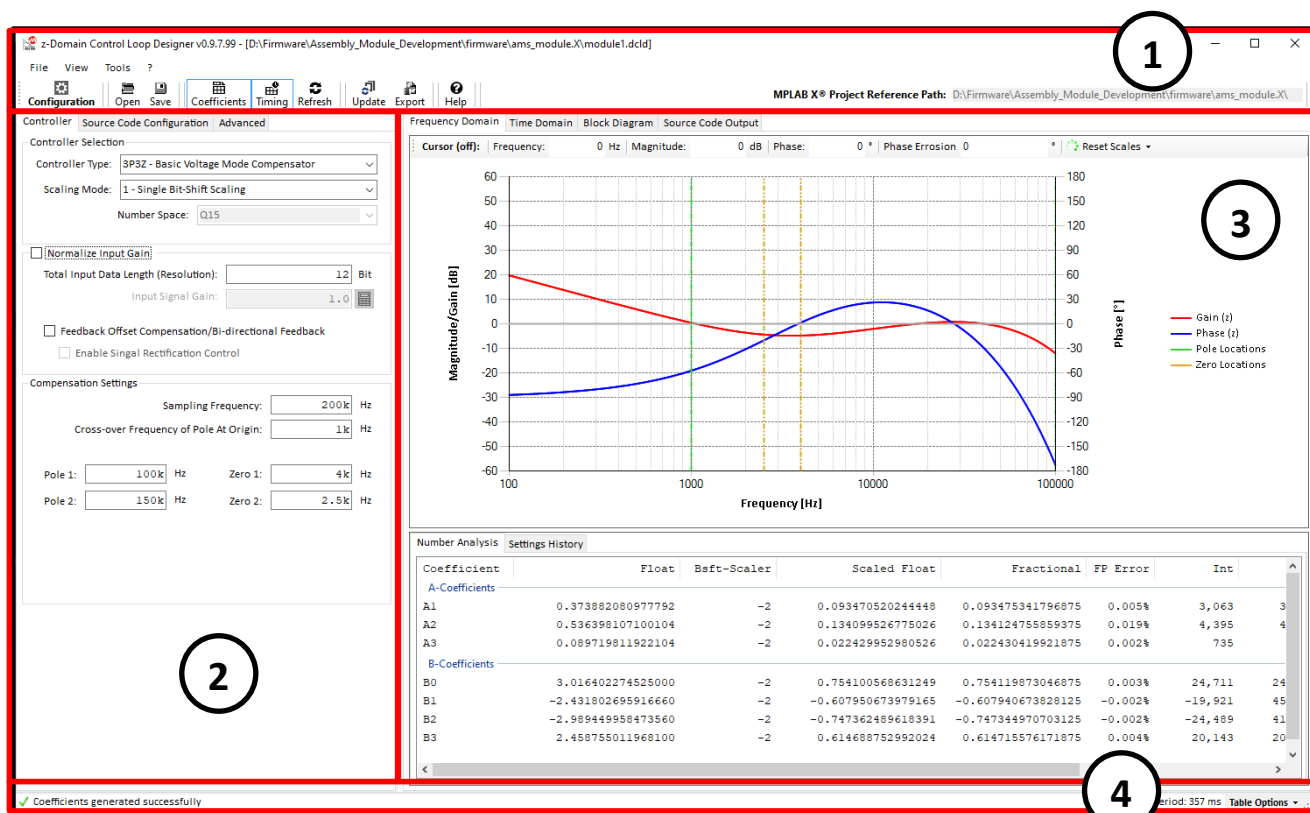 z-Domain Control Loop Designer v0.9.7.99 - [D:\Firmware\Assembly_Module_Development\firmware\ams_module.X\module1.dcld]
1
File View Tools ?
Configuration Open Save Coefficients Timing Refresh Update Export Help
MPLAB X® Project Reference Path: D:\Firmware\Assembly_Module_Development\firmware\ams_module.X\
Controller Source Code Configuration Advanced
Controller Selection
Controller Type: 3P3Z - Basic Voltage Mode Compensator
Scaling Mode: 1 - Single Bit-Shift Scaling
Number Space: Q15
Normalize Input Gain
Total Input Data Length (Resolution): 12 Bit
Input Signal Gain: 1.0
Feedback Offset Compensation/Bi-directional Feedback
Enable Singal Rectification Control
Compensation Settings
Sampling Frequency: 200k Hz
Cross-over Frequency of Pole At Origin: 1k Hz
Pole 1: 100k Hz Zero 1: 4k Hz
Pole 2: 150k Hz Zero 2: 2.5k Hz
2
Frequency Domain Time Domain Block Diagram Source Code Output
Cursor (off): Frequency: 0 Hz Magnitude: 0 dB Phase: 0 ° Phase Errosion 0 ° Reset Scales
3
Magnitude/Gain [dB]
60
50
40
30
20
10
0
-10
-20
-30
-40
-50
-60
180
150
120
90
60
30
0
-30
-60
-90
-120
-150
-180
Phase [°]
100 1000 10000 100000
Frequency [Hz]
Gain (z)
Phase (z)
Pole Locations
Zero Locations
Number Analysis Settings History
Coefficient Float Bsft-Scaler Scaled Float Fractional FP Error Int
A-Coefficients
A1 0.373882080977792 -2 0.093470520244448 0.093475341796875 0.005% 3,063 3
A2 0.536398107100104 -2 0.134099526775026 0.134124755859375 0.019% 4,395 4
A3 0.089719811922104 -2 0.022429952980526 0.022430419921875 0.002% 735
B-Coefficients
B0 3.016402274525000 -2 0.754100568631249 0.754119873046875 0.003% 24,711 24
B1 -2.431802695916660 -2 -0.607950673979165 -0.607940673828125 -0.002% -19,921 45
B2 -2.989449958473560 -2 -0.747362489618391 -0.747344970703125 -0.002% -24,489 41
B3 2.458755011968100 -2 0.614688752992024 0.614715576171875 0.004% 20,143 20
4
Coefficients generated successfully
eriod: 357 ms Table Options